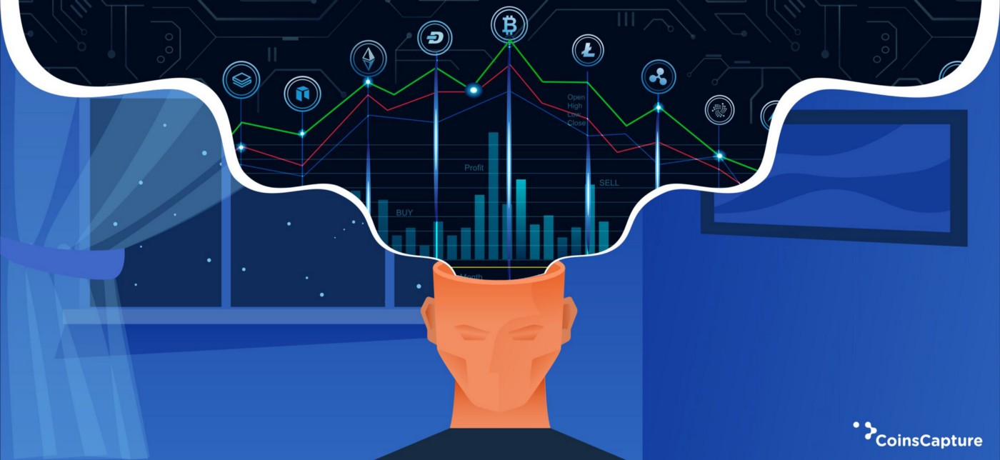 Open
High
Low
Close
Profit
SELL
BUY
Month
CoinsCapture